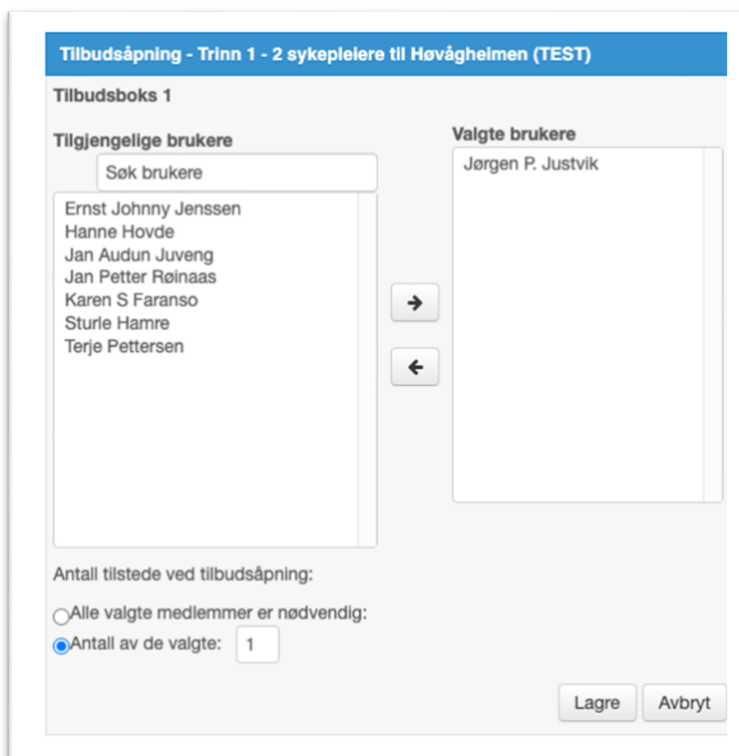 Tilbudsåpning - Trinn 1 - 2 sykepleiere til Høvågheimen (TEST)
Tilbudsboks 1
Tilgjengelige brukere
Søk brukere
Ernst Johnny Jenssen
Hanne Hovde
Jan Audun Juveng
Jan Petter Røinaas
Karen S Faranso
Sturle Hamre
Terje Pettersen
Valgte brukere
Jørgen P. Justvik
Antall tilstede ved tilbudsåpning:
Alle valgte medlemmer er nødvendig:
Antall av de valgte: 1
Lagre Avbryt